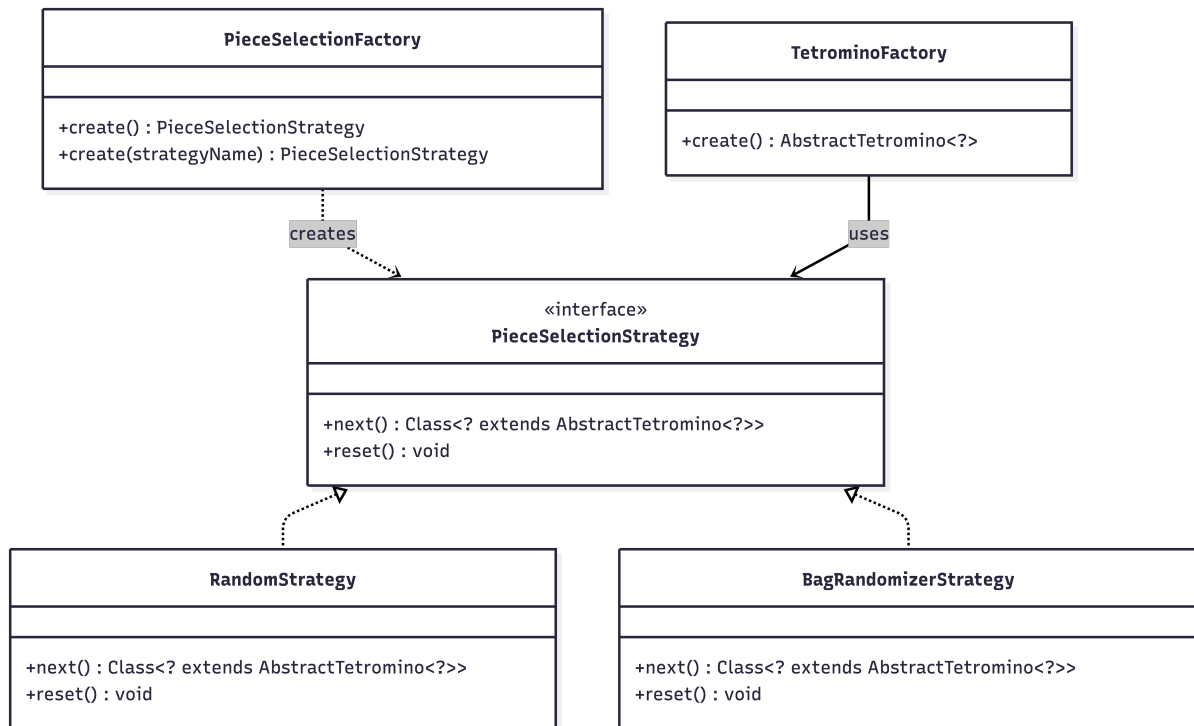 PieceSelectionFactory
+create() : PieceSelectionStrategy
+create(strategyName) : PieceSelectionStrategy
TetrominoFactory
+create() : AbstractTetromino<?>
creates
uses
«interface»
PieceSelectionStrategy
+next() : Class<? extends AbstractTetromino<?>>
+reset() : void
RandomStrategy
+next() : Class<? extends AbstractTetromino<?>>
+reset() : void
BagRandomizerStrategy
+next() : Class<? extends AbstractTetromino<?>>
+reset() : void